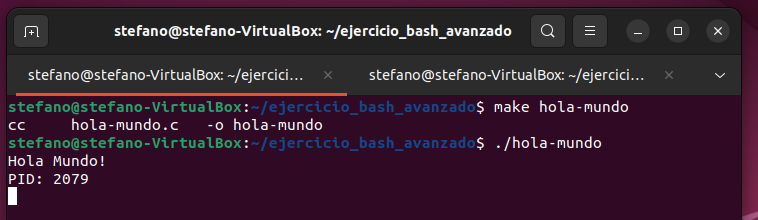 stefano@stefano-VirtualBox: ~/ejercicio_bash_avanzado
stefano@stefano-VirtualBox: ~/ejercici...
stefano@stefano-VirtualBox: ~/ejercici...
stefano@stefano-VirtualBox:~/ejercicio_bash_avanzado$ make hola-mundo
cc     hola-mundo.c   -o hola-mundo
stefano@stefano-VirtualBox:~/ejercicio_bash_avanzado$ ./hola-mundo
Hola Mundo!
PID: 2079